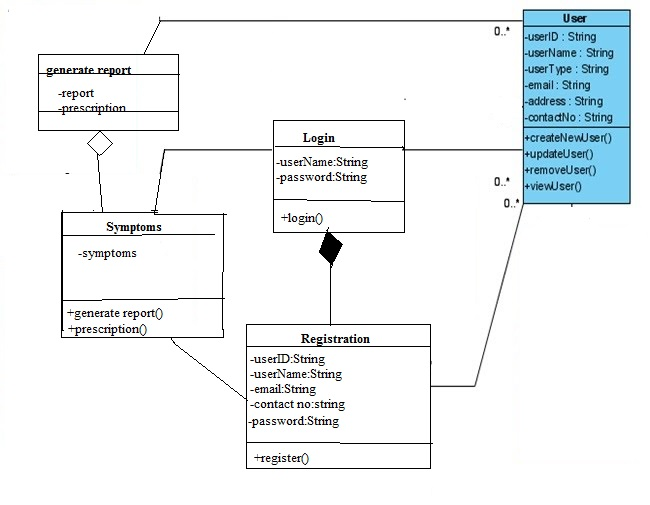 User
0..*
-userID : String
-userName : String
-userType : String
-email : String
-address : String
-contactNo : String
+createNewUser()
+updateUser()
+removeUser()
+viewUser()
0..*
0..*
generate report
-report
-prescription
Login
-userName:String
-password:String
+login()
Symptoms
-symptoms
+generate report()
+prescription()
Registration
-userID:String
-userName:String
-email:String
-contact no:string
-password:String
+register()